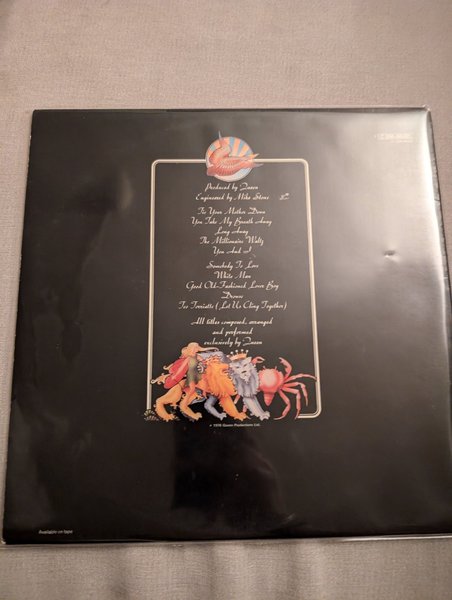 Produced by Queen
Engineered by Mike Stone
Tie Your Mother Down
You Take My Breath Away
Long Away
The Millionaire Waltz
You And I
Somebody To Love
White Man
Good Old-Fashioned Lover Boy
Drowse
Teo Torriatte (Let Us Cling Together)
All titles composed, arranged
and performed
exclusively by Queen
1976 Queen Productions Ltd.
Available on tape